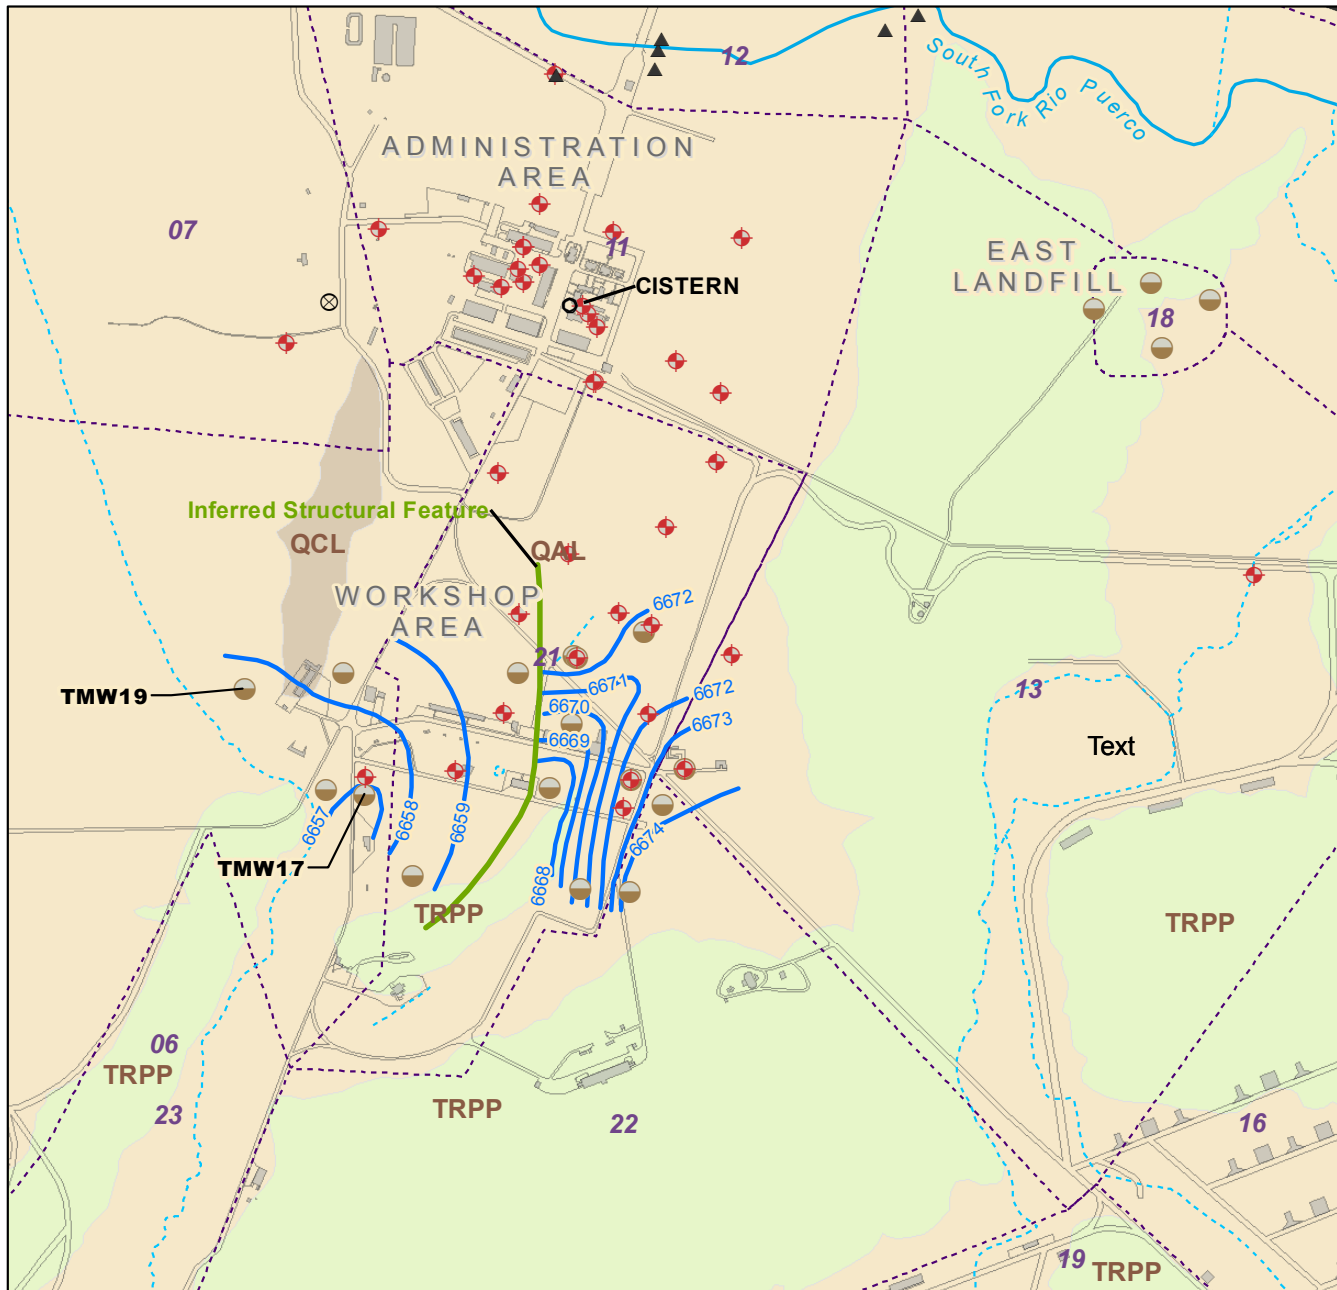 12
South Fork Rio Puerco
ADMINISTRATION
AREA
07
11
EAST
LANDFILL
CISTERN
18
Inferred Structural Feature
QCL
QAL
WORKSHOP
AREA
6672
21
6671
6672
13
TMW19
6670
6673
6669
Text
6657
6658
6659
6674
TMW17
6668
TRPP
TRPP
06
TRPP
23
TRPP
22
16
19
TRPP